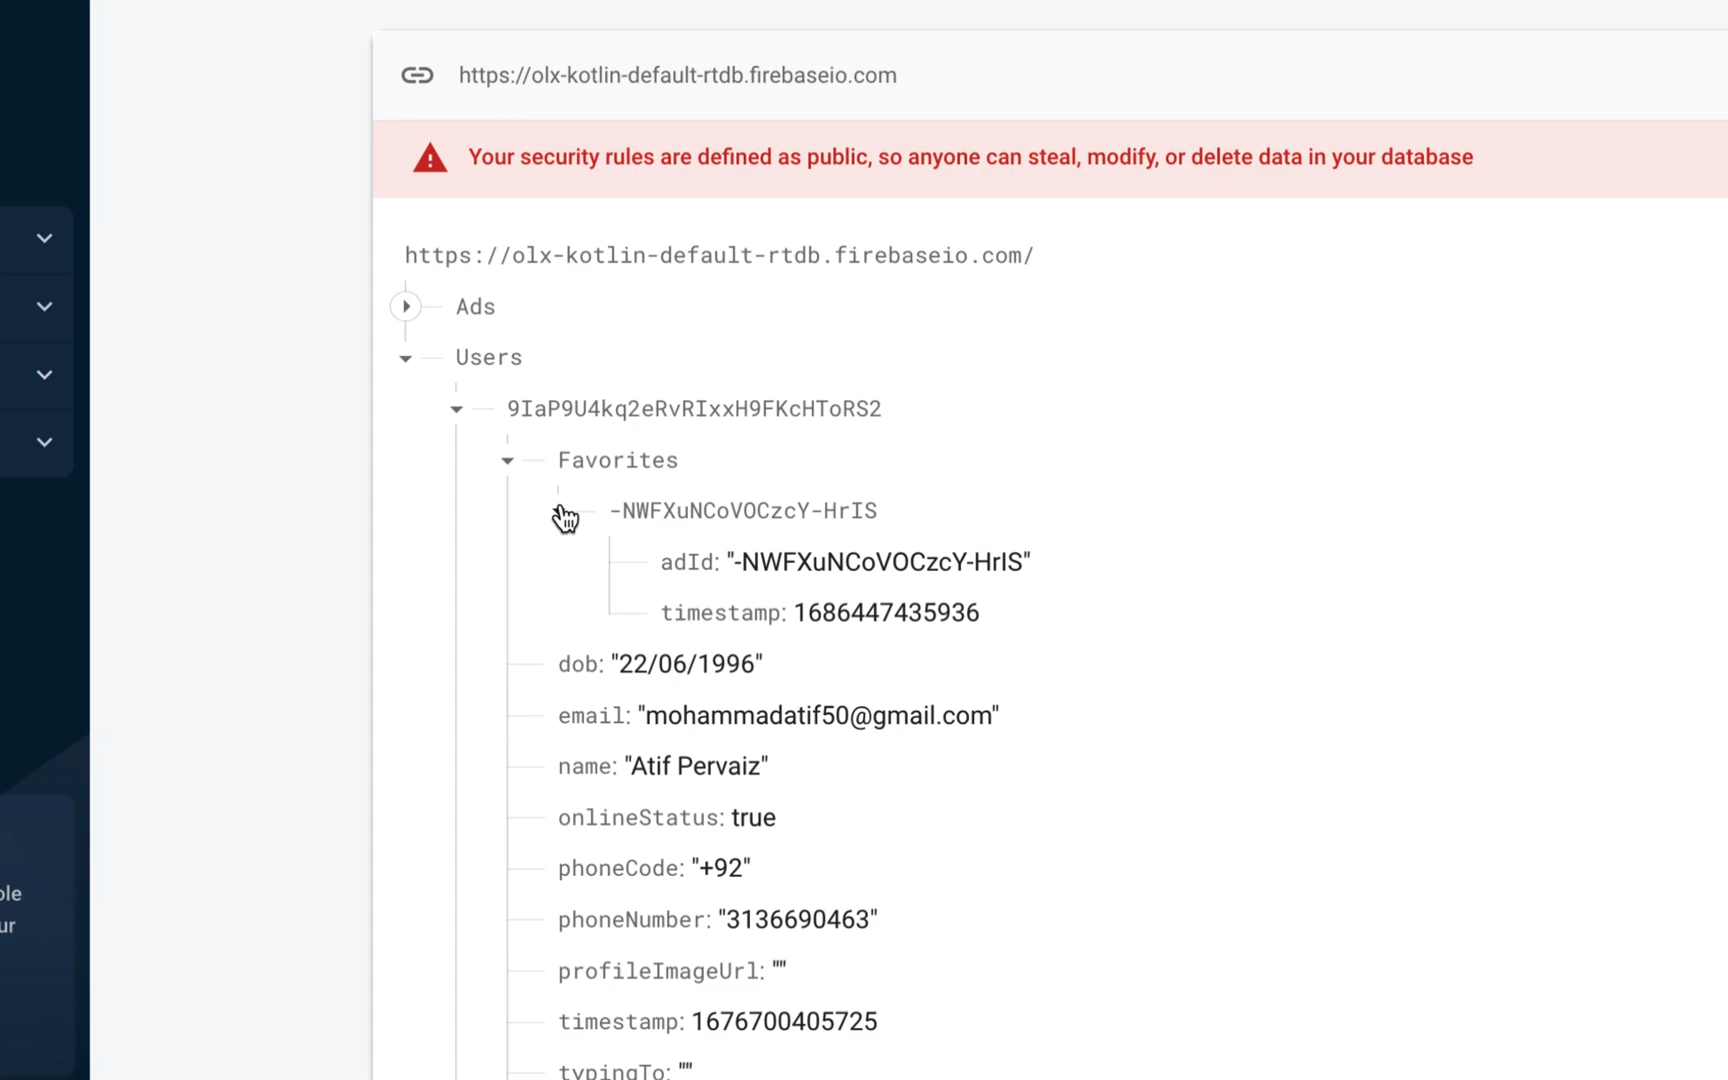 https://olx-kotlin-default-rtdb.firebaseio.com
Your security rules are defined as public, so anyone can steal, modify, or delete data in your database
https://olx-kotlin-default-rtdb.firebaseio.com/
Ads
Users
9IaP9U4kq2eRvRIxxH9FKcHToRS2
Favorites
-NWFXuNCoVOCzcY-HrIS
adId: "-NWFXuNCoVOCzcY-HrIS"
timestamp: 1686447435936
dob: "22/06/1996"
email: "mohammadatif50@gmail.com"
name: "Atif Pervaiz"
onlineStatus: true
phoneCode: "+92"
phoneNumber: "3136690463"
profileImageUrl: ""
timestamp: 1676700405725
typingTo: ""